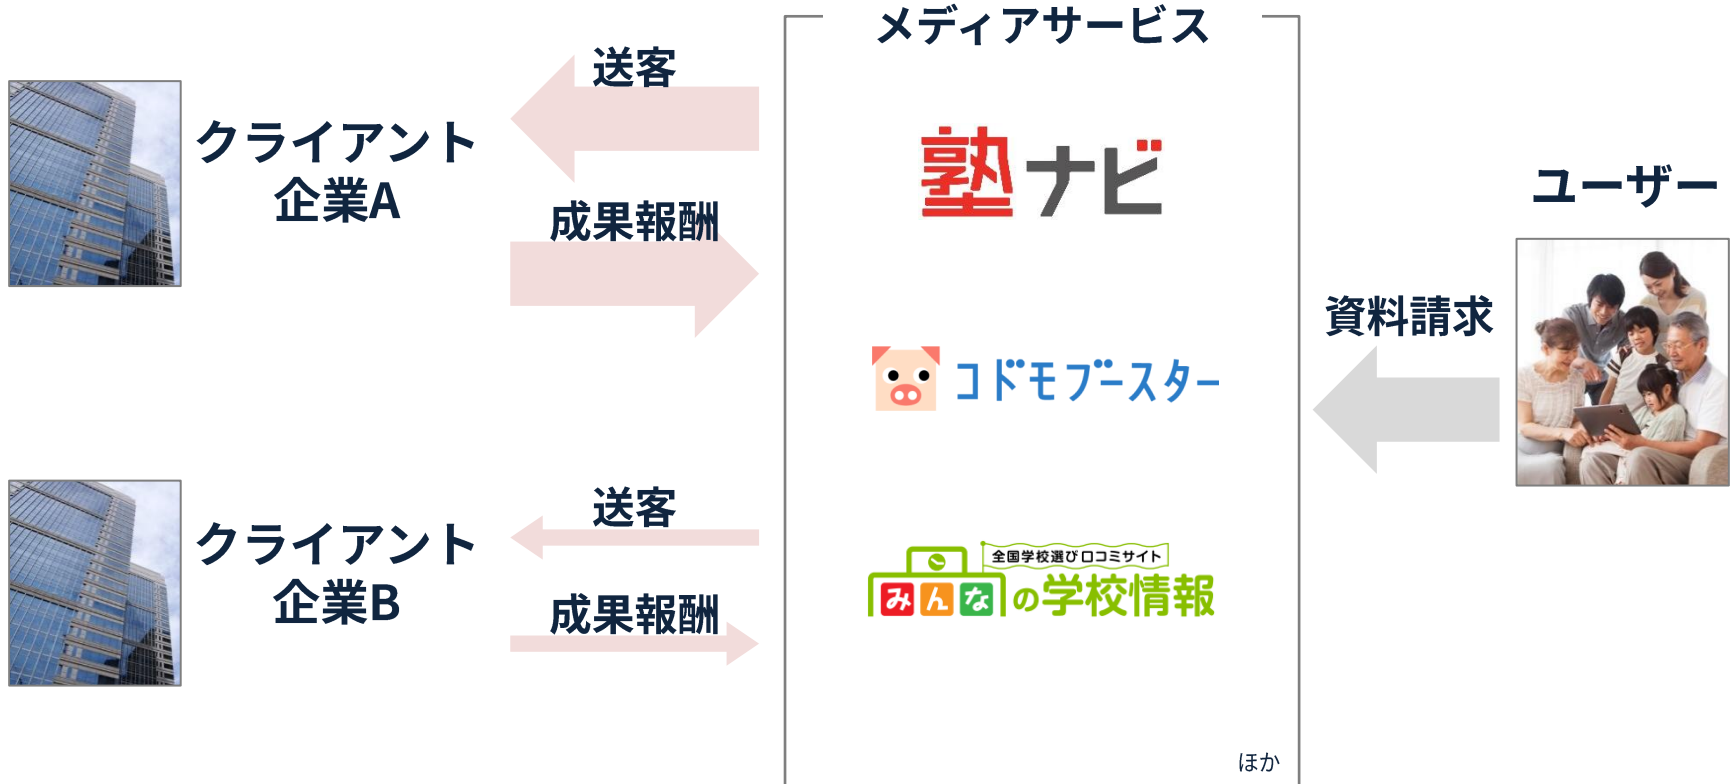 メディアサービス
送客
クライアント
企業A
成果報酬
塾ナビ
ユーザー
資料請求
コドモブースター
送客
クライアント
企業B
成果報酬
全国学校選び口コミサイト
みんなの学校情報
ほか